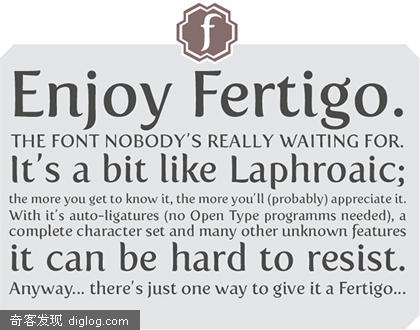 f
Enjoy Fertigo.
THE FONT NOBODY'S REALLY WAITING FOR.
It's a bit like Laphroaic;
the more you get to know it, the more you'll (probably) appreciate it.
With it's auto-ligatures (no Open Type programms needed), a
complete character set and many other unknown features
it can be hard to resist.
Anyway... there's just one way to give it a Fertigo...
奇客发现 diglog.com